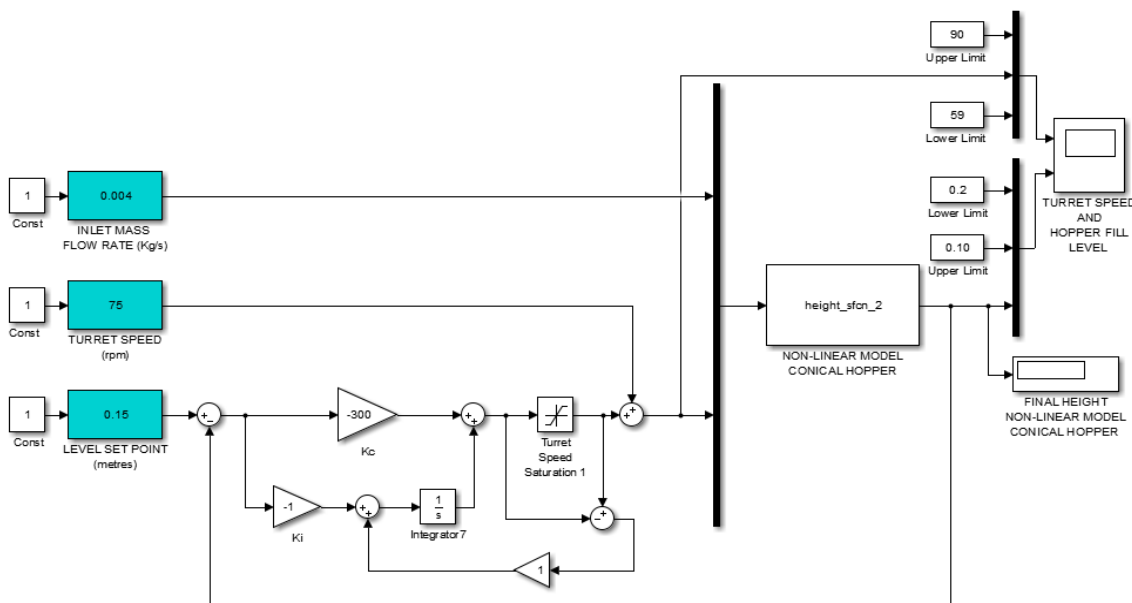 90
Upper Limit
59
Lower Limit
1
Const
0.004
INLET MASS
FLOW RATE (Kg/s)
0.2
Lower Limit
0.10
Upper Limit
TURRET SPEED
AND
HOPPER FILL
LEVEL
1
Const
75
TURRET SPEED
(rpm)
height_sfcn_2
NON-LINEAR MODEL
CONICAL HOPPER
1
Const
0.15
LEVEL SET POINT
(metres)
-300
Kc
Turret
Speed
Saturation 1
FINAL HEIGHT
NON-LINEAR MODEL
CONICAL HOPPER
-1
Ki
1
s
Integrator7
1